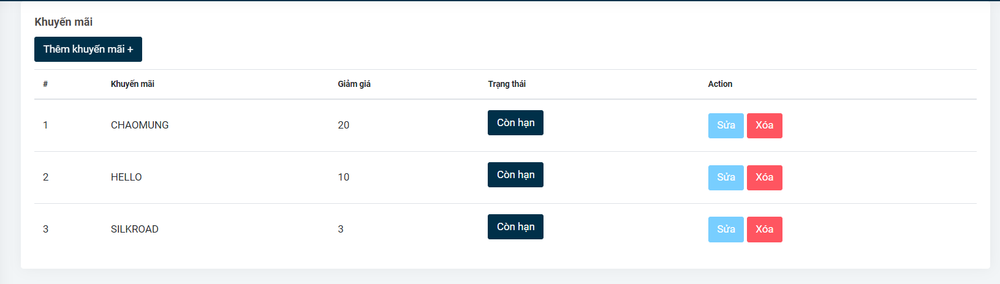 Khuyến mãi
Thêm khuyến mãi +
# Khuyến mãi Giảm giá Trạng thái Action
1 CHAOMUNG 20 Còn hạn Sửa Xóa
2 HELLO 10 Còn hạn Sửa Xóa
3 SILKROAD 3 Còn hạn Sửa Xóa